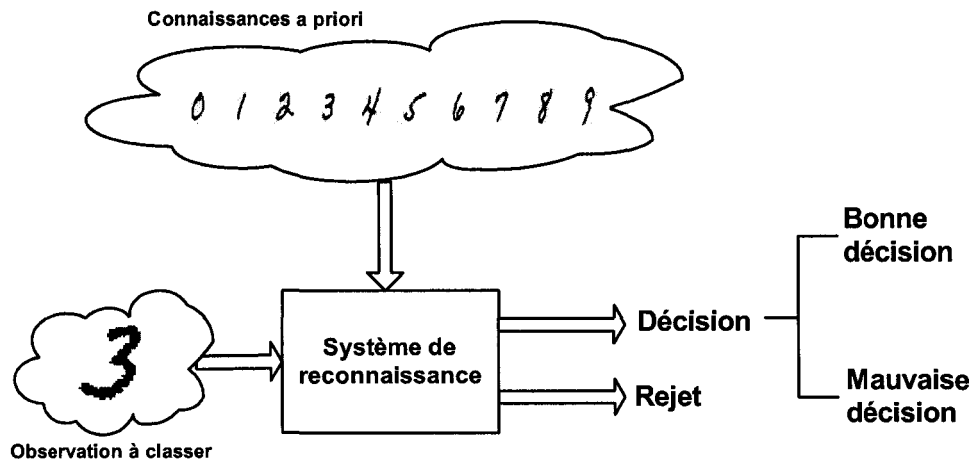 Connaissances a priori
0 1 2 3 4 5 6 7 8 9
Bonne
décision
3
Système de
reconnaissance
Décision
Rejet
Mauvaise
décision
Observation à classer